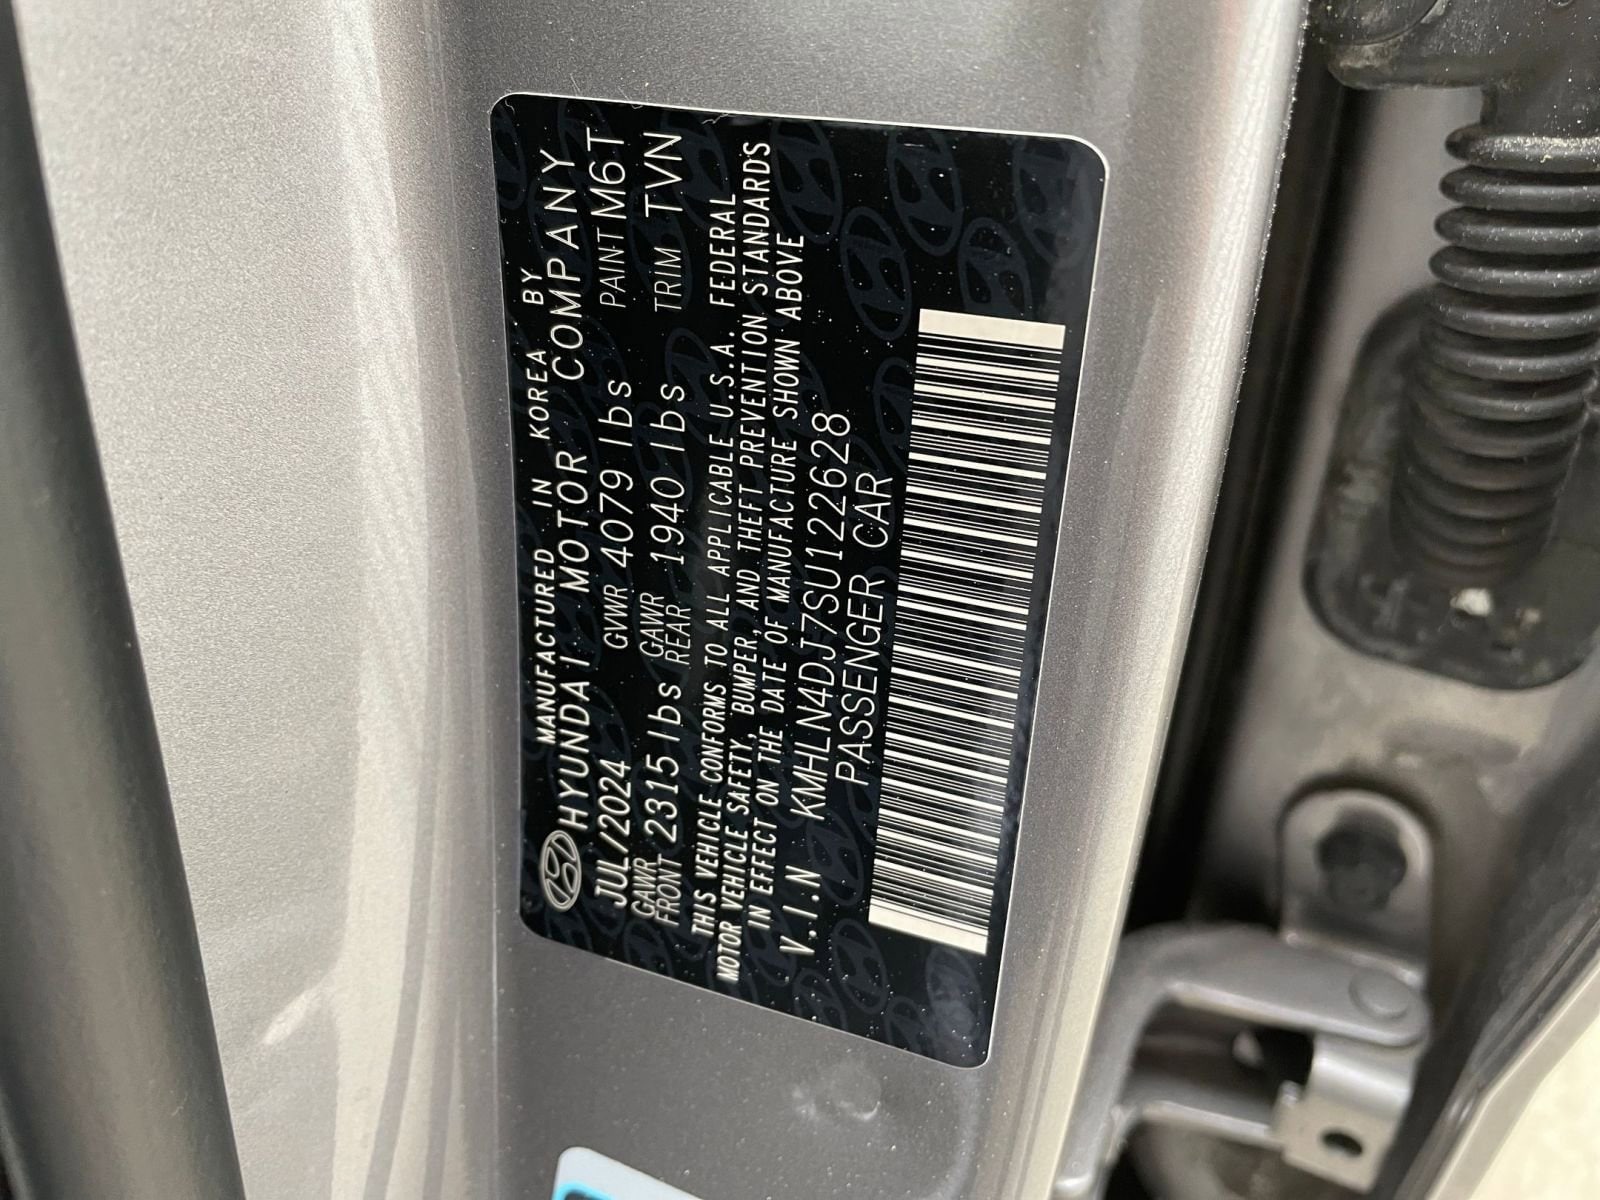 MANUFACTURED IN KOREA BY
HYUNDAI MOTOR COMPANY
JUL/2024 GVWR 4079 lbs PAINT M6T
GAWR FRONT 2315 lbs GAWR REAR 1940 lbs TRIM TVN
THIS VEHICLE CONFORMS TO ALL APPLICABLE U.S.A. FEDERAL
MOTOR VEHICLE SAFETY, BUMPER, AND THEFT PREVENTION STANDARDS
IN EFFECT ON THE DATE OF MANUFACTURE SHOWN ABOVE
V.I.N KMHLN4DJ7SU122628
PASSENGER CAR